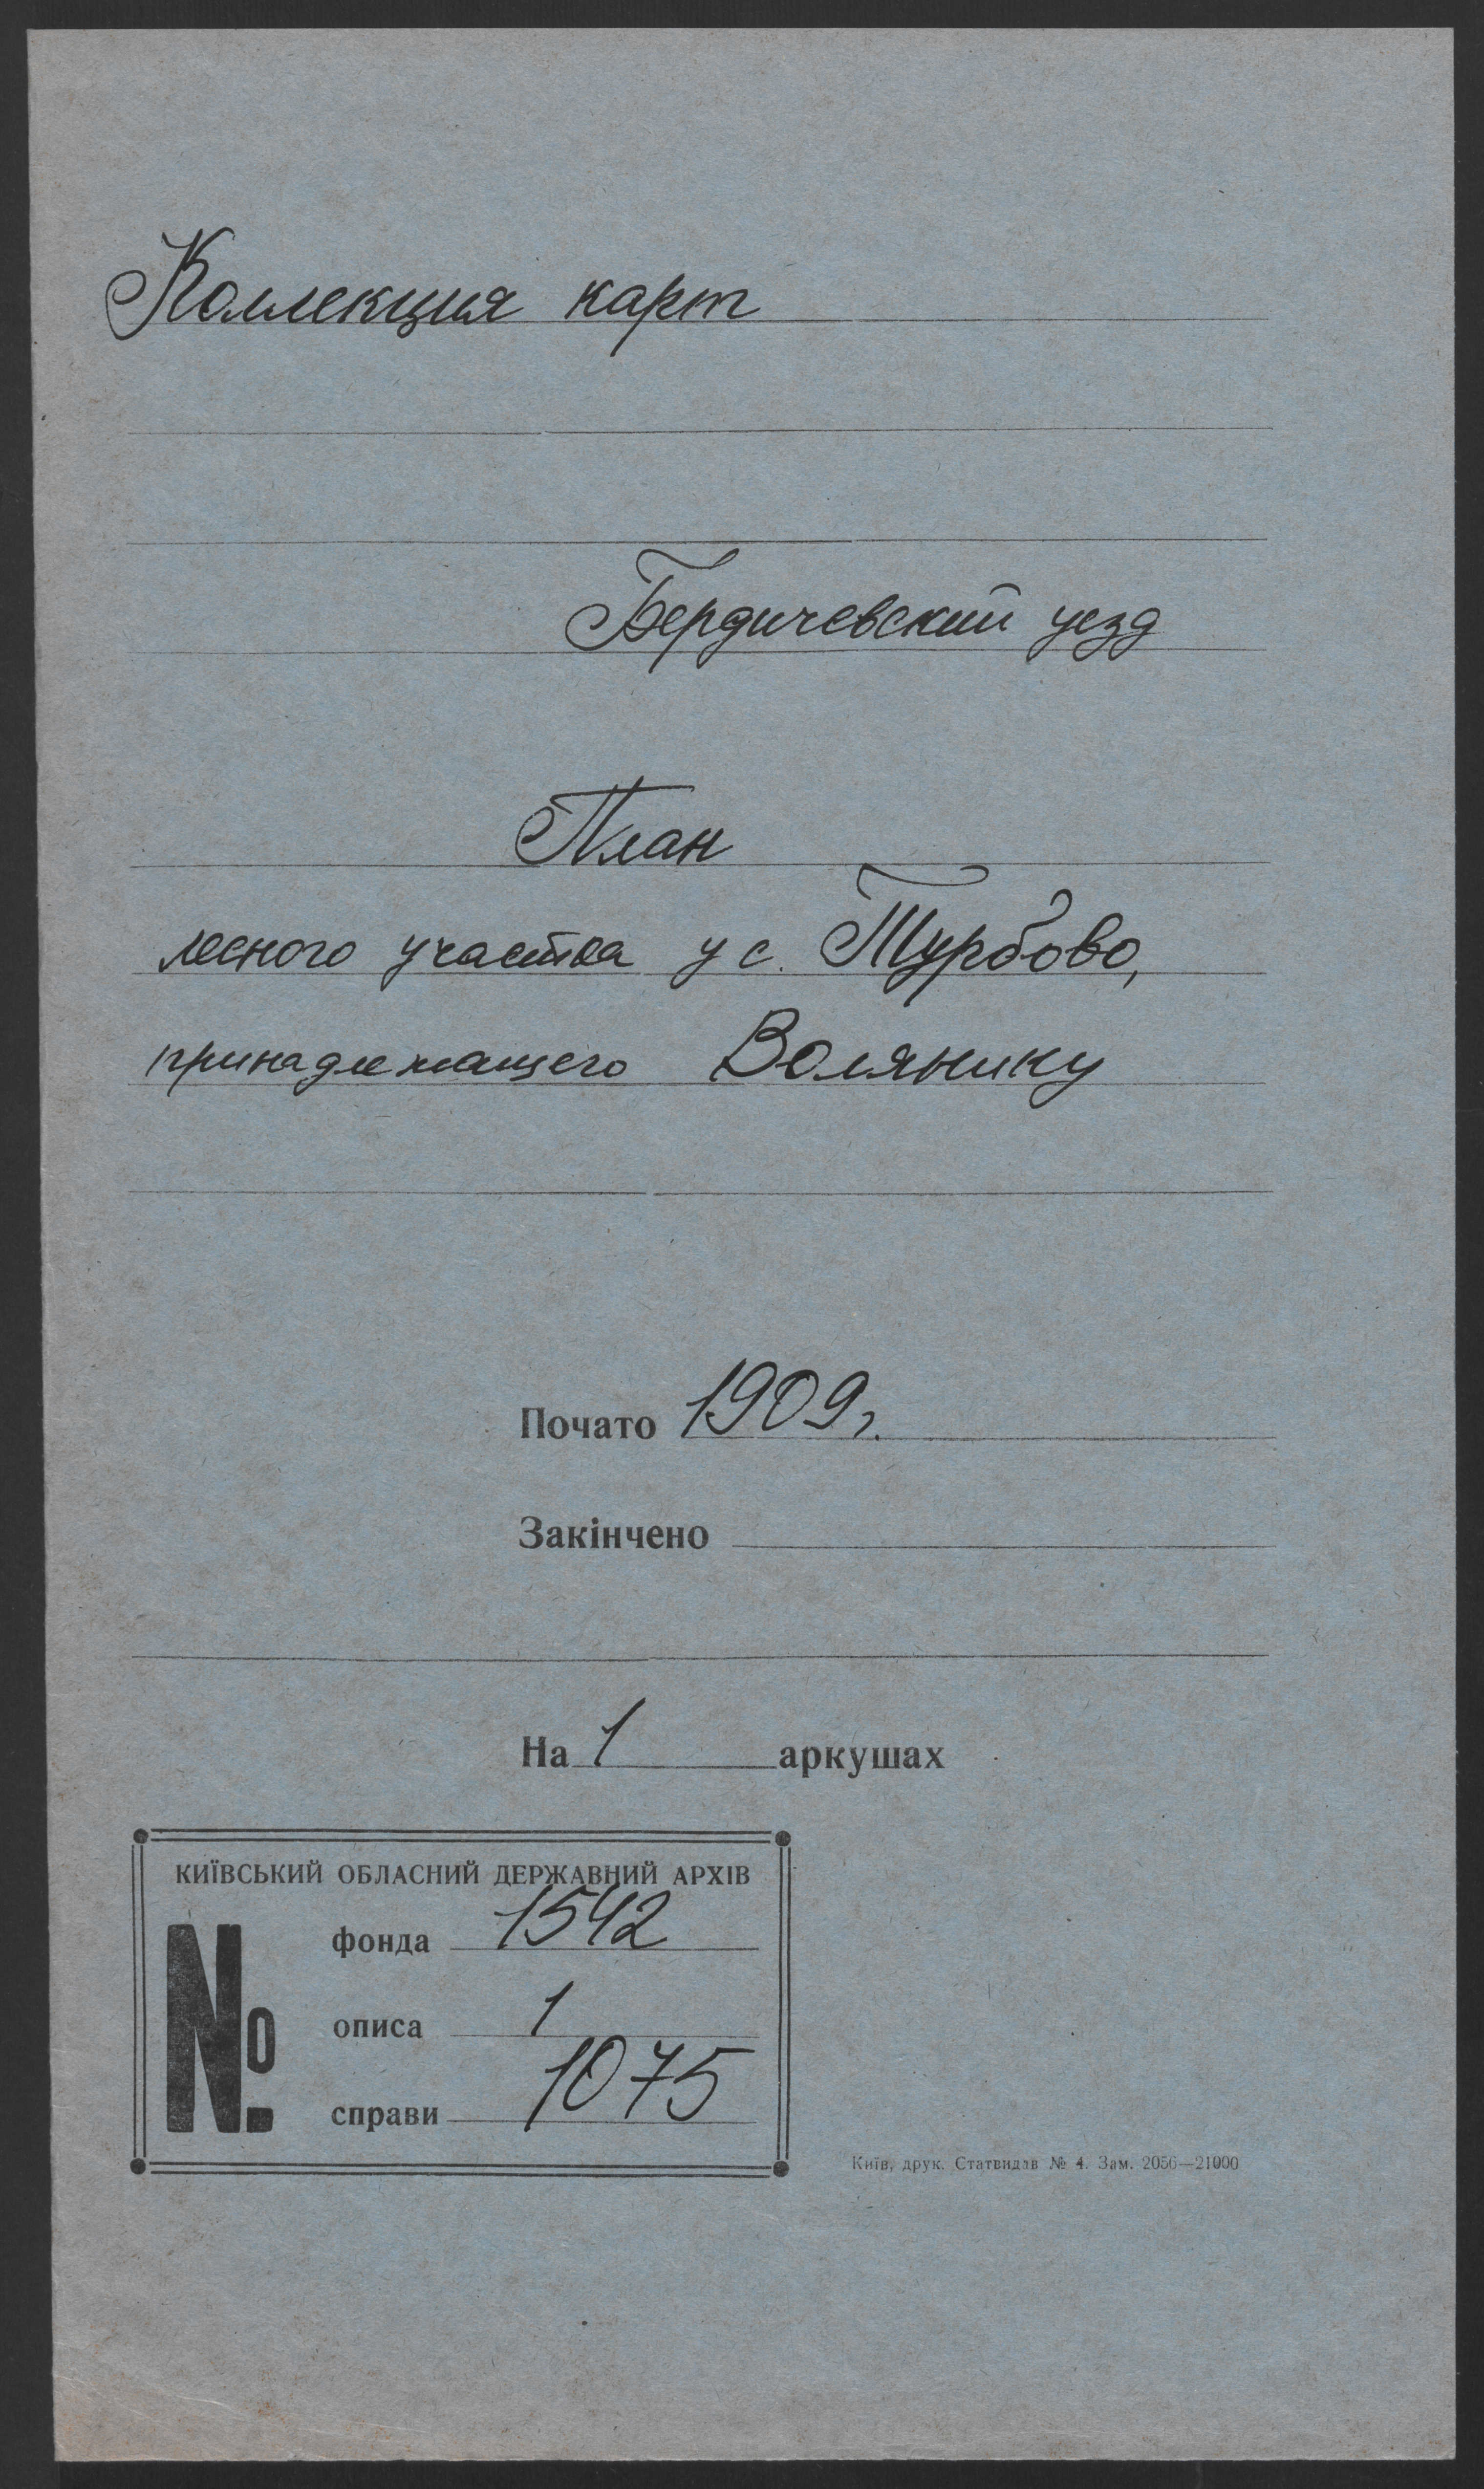 Коллекция карт
Бердичевский уезд
План
лесного участка у с. Турбово,
принадлежащего Волянику
Почато 1909 г.
Закінчено
На 1 аркушах
КИЇВСЬКИЙ ОБЛАСНИЙ ДЕРЖАВНИЙ АРХІВ
№
фонда 1542
описа 1
справи 1075
Київ, друк. Статвидав № 4. Зам. 2056—21000